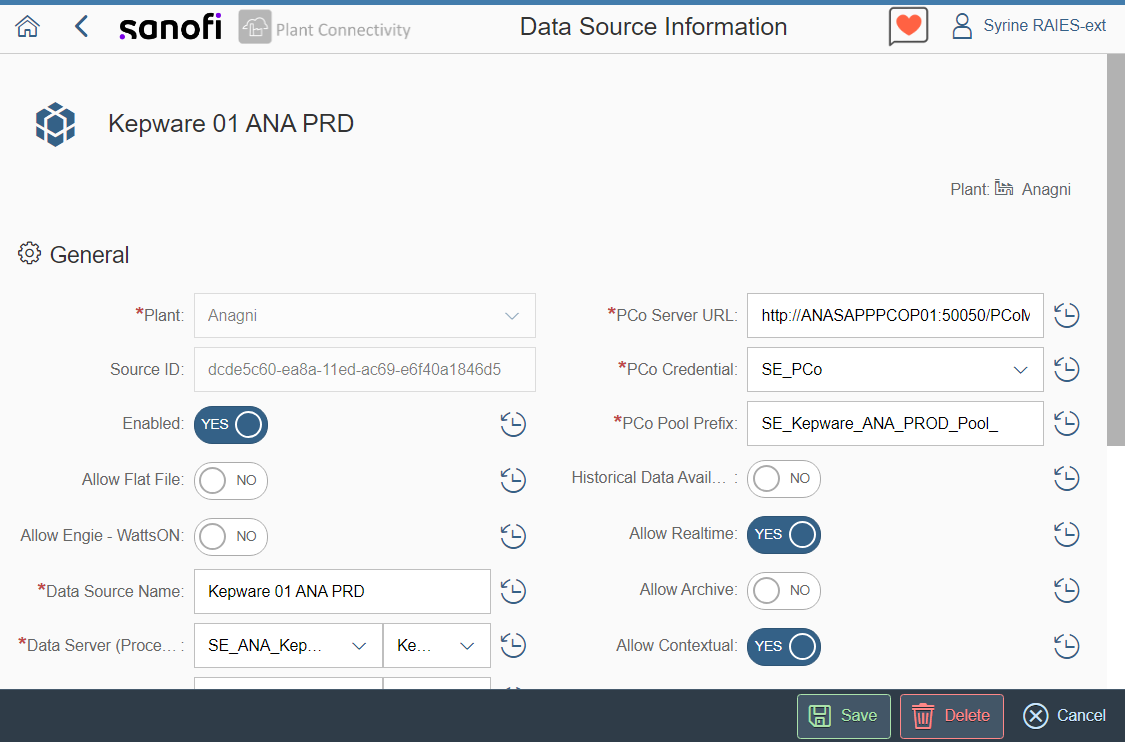 sanofi Plant Connectivity Data Source Information Syrine RAIES-ext
Kepware 01 ANA PRD
Plant: Anagni
General
*Plant: Anagni
*PCo Server URL: http://ANASAPPPCOP01:50050/PCoM
Source ID: dcde5c60-ea8a-11ed-ac69-e6f40a1846d5
*PCo Credential: SE_PCo
Enabled: YES
*PCo Pool Prefix: SE_Kepware_ANA_PROD_Pool_
Allow Flat File: NO
Historical Data Avail... : NO
Allow Engie - WattsON: NO
Allow Realtime: YES
*Data Source Name: Kepware 01 ANA PRD
Allow Archive: NO
*Data Server (Proce... : SE_ANA_Kep... Ke...
Allow Contextual: YES
Save Delete Cancel